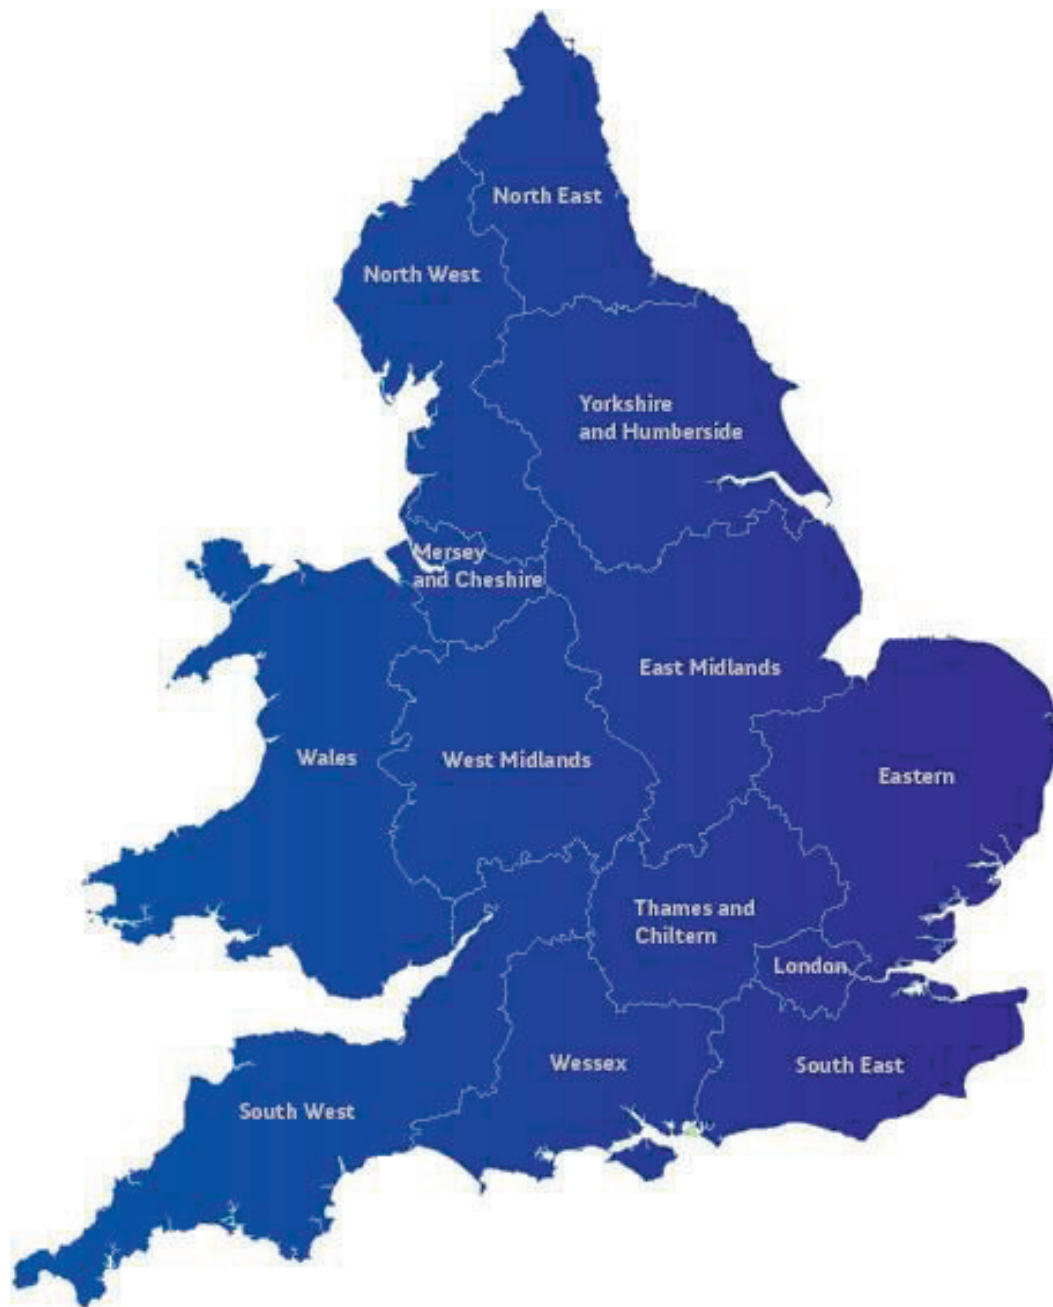 North East
North West
Yorkshire
and Humberside
Mersey
and Cheshire
East Midlands
Wales
West Midlands
Eastern
Thames and
Chiltern
London
Wessex
South East
South West